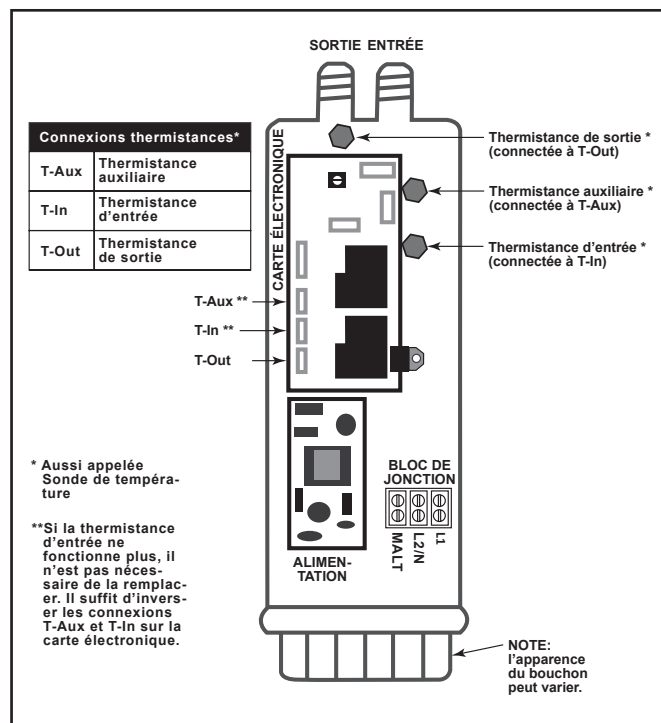 SORTIE ENTRÉE
Connexions thermistances*
T-Aux Thermistance
auxiliaire
T-In Thermistance
d'entrée
T-Out Thermistance
de sortie
CARTE ÉLECTRONIQUE
Thermistance de sortie *
(connectée à T-Out)
Thermistance auxiliaire *
(connectée à T-Aux)
Thermistance d'entrée *
(connectée à T-In)
T-Aux **
T-In **
T-Out
* Aussi appelée
Sonde de tempéra-
ture
**Si la thermistance
d'entrée ne
fonctionne plus, il
n'est pas néces-
saire de la remplac-
er. Il suffit d'invers-
er les connexions
T-Aux et T-In sur la
carte électronique.
ALIMEN-
TATION
BLOC DE
JONCTION
MALT
L2/N
L1
NOTE:
l'apparence
du bouchon
peut varier.